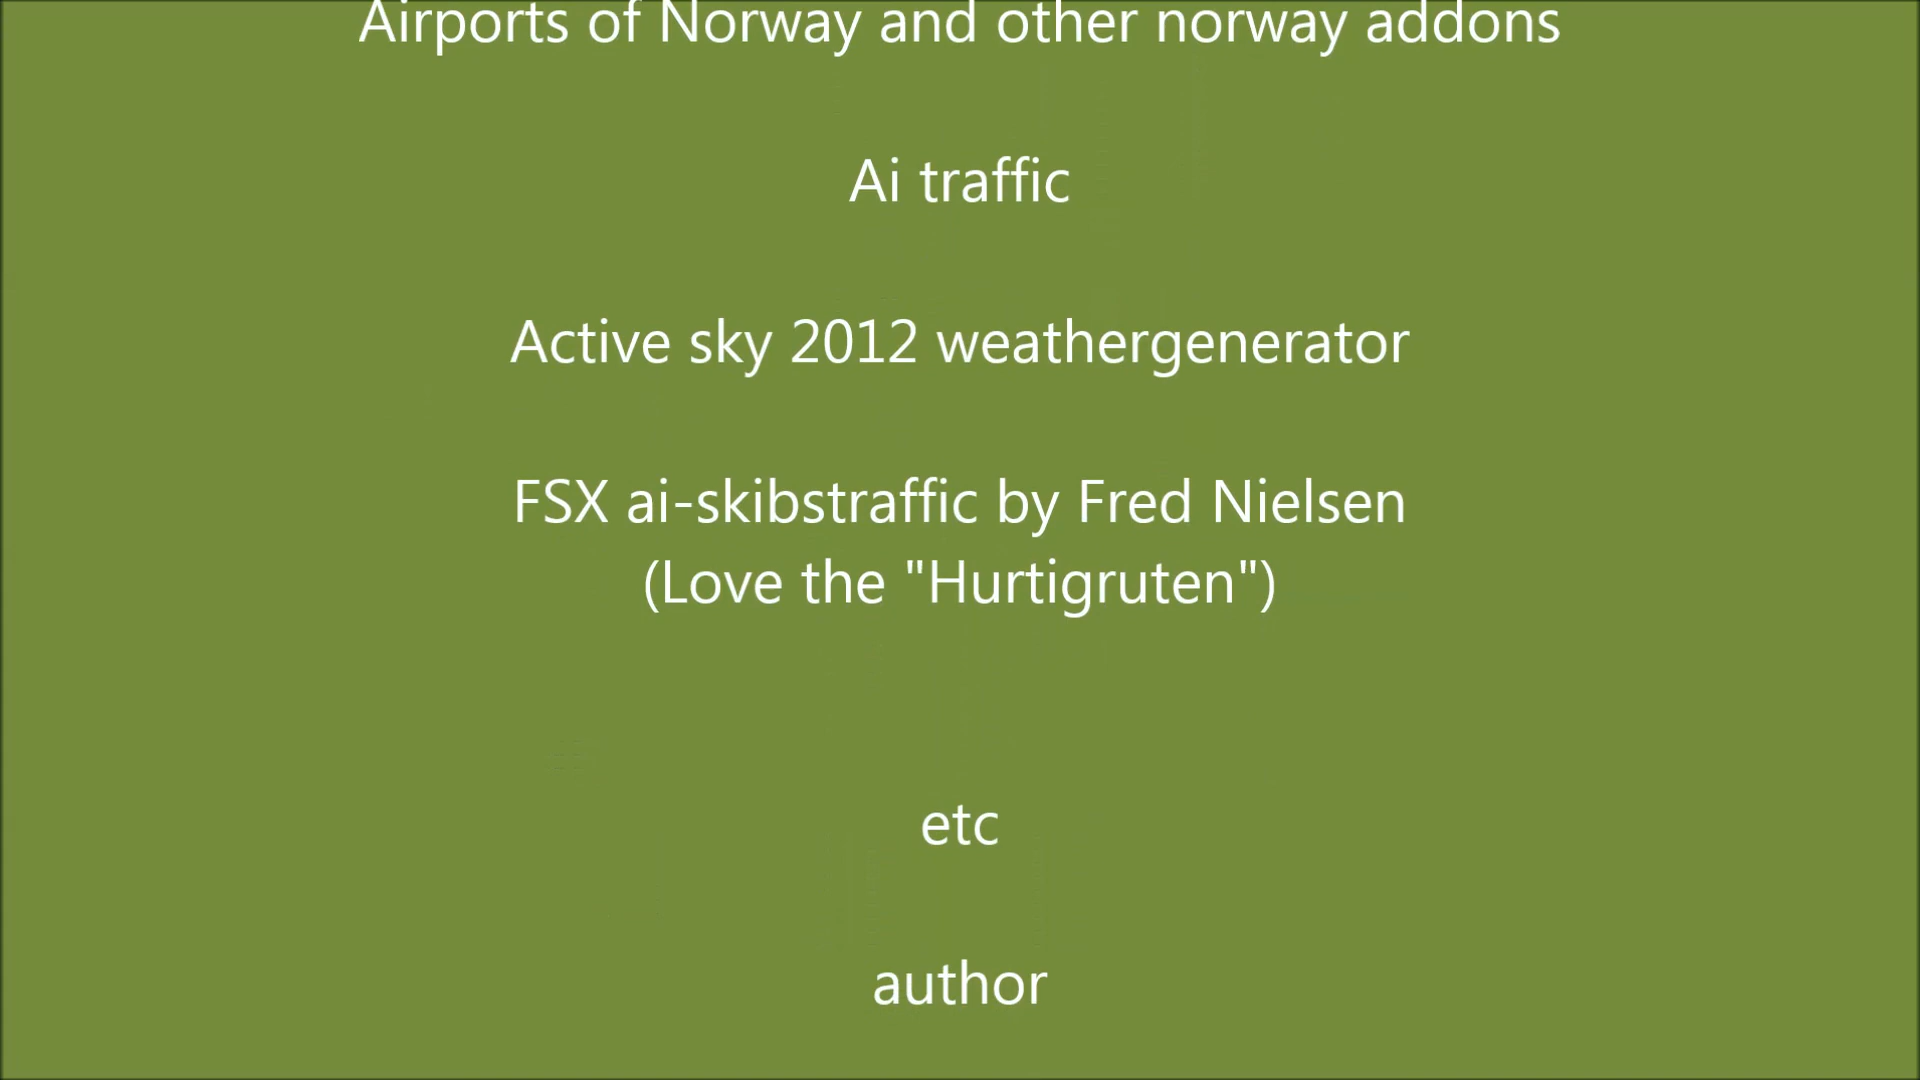 Airports of Norway and other norway addons
Ai traffic
Active sky 2012 weathergenerator
FSX ai-skibstraffic by Fred Nielsen
(Love the "Hurtigruten")
etc
author